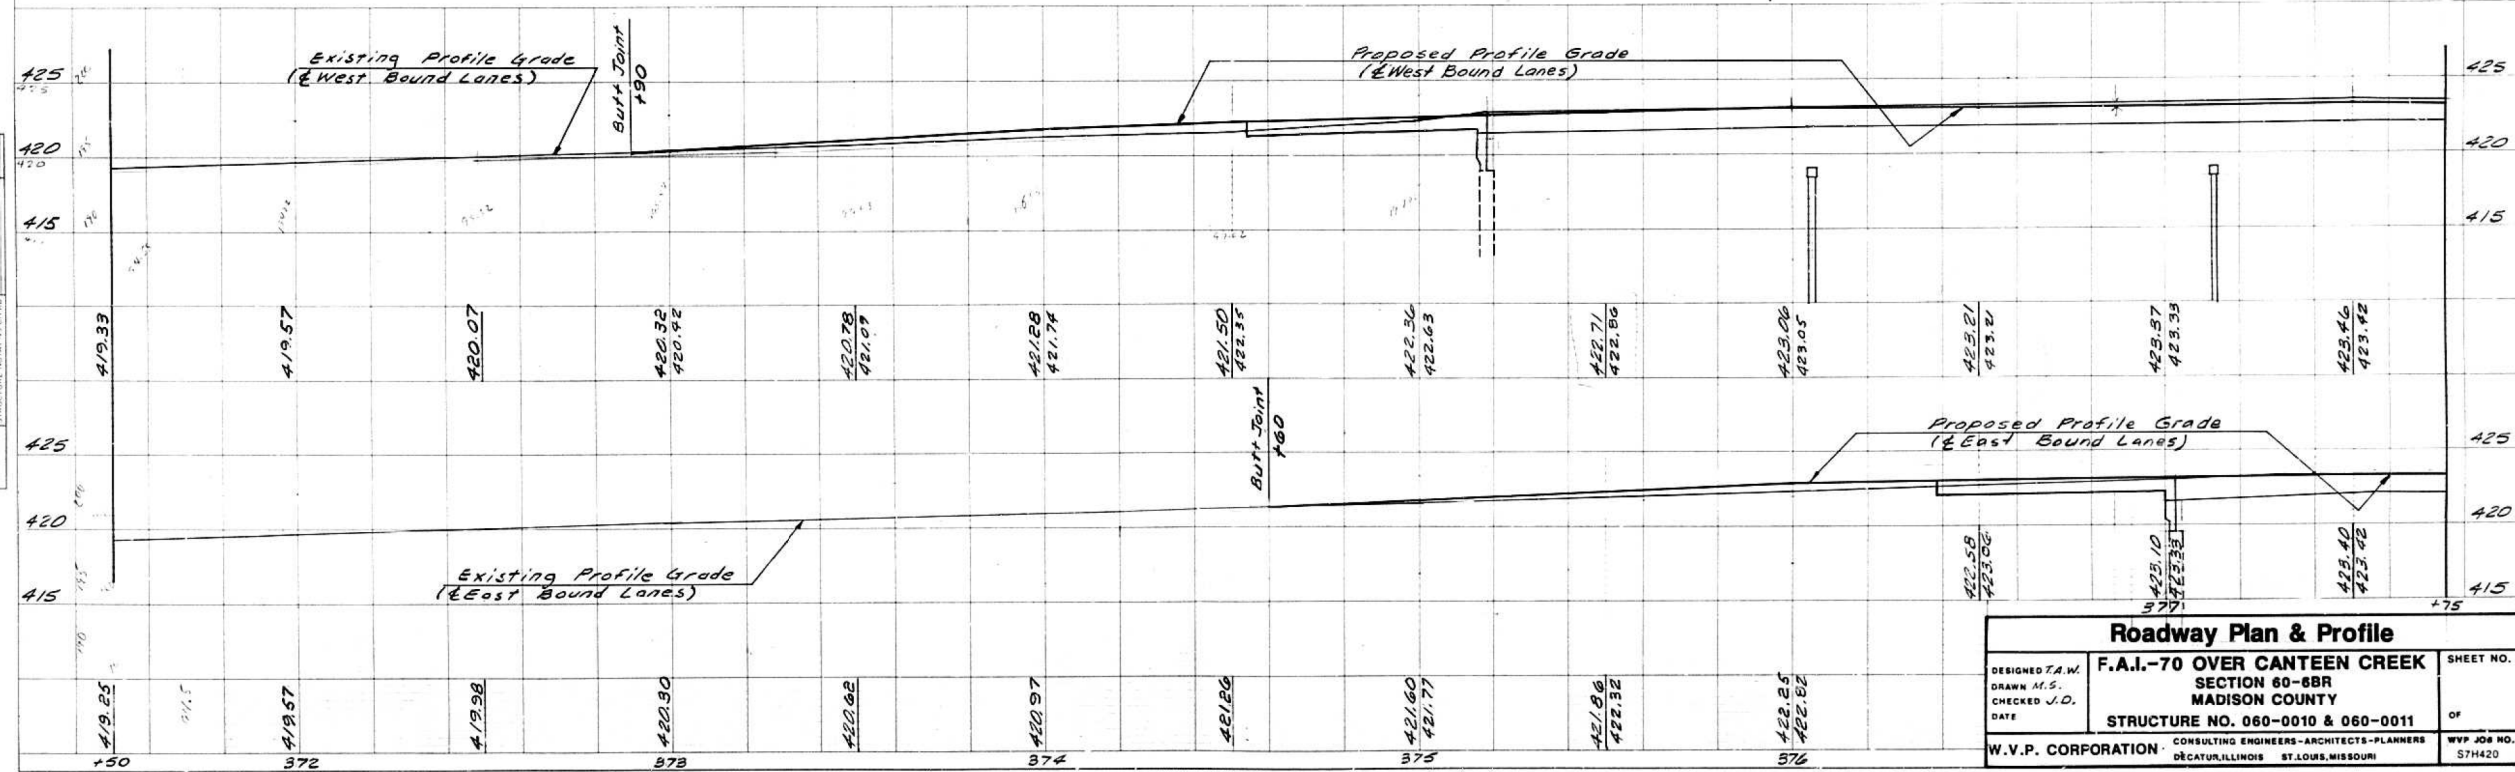 Existing Profile Grade
(℄ West Bound Lanes)
Butt Joint
+90
Proposed Profile Grade
(℄ West Bound Lanes)
425
425
420
420
415
415
419.33
419.57
420.07
420.32
420.42
420.78
421.09
421.28
421.74
421.50
422.35
422.36
422.63
422.71
422.86
423.06
423.05
423.21
423.21
423.37
423.33
423.46
423.42
Butt Joint
+60
Proposed Profile Grade
(℄ East Bound Lanes)
425
425
420
420
415
415
Existing Profile Grade
(℄ East Bound Lanes)
422.58
423.06
423.10
423.33
423.40
423.42
377
+75
419.25
419.57
419.98
420.30
420.62
420.97
421.26
421.60
421.77
421.86
422.32
422.25
422.82
+50
372
373
374
375
376
Roadway Plan & Profile
DESIGNED T.A.W.
DRAWN M.S.
CHECKED J.D.
DATE
F.A.I.-70 OVER CANTEEN CREEK
SECTION 60-6BR
MADISON COUNTY
STRUCTURE NO. 060-0010 & 060-0011
SHEET NO.
OF
W.V.P. CORPORATION
CONSULTING ENGINEERS-ARCHITECTS-PLANNERS
DECATUR, ILLINOIS ST. LOUIS, MISSOURI
WVP JOB NO.
S7H420